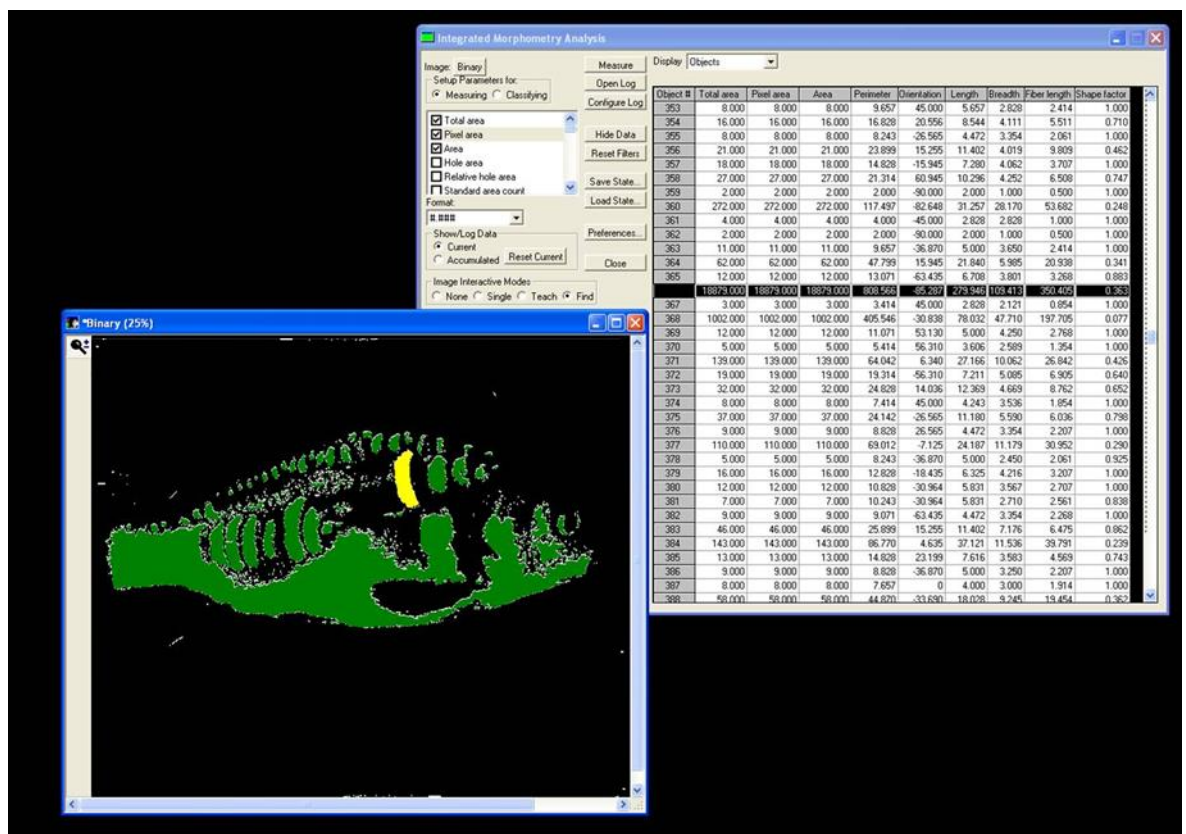 Integrated Morphometry Analysis
Image: Binary
Setup Parameters for:
Measuring Classifying
Total area
Pixel area
Area
Hole area
Relative hole area
Standard area count
Format:
#.###
Show/Log Data
Current
Accumulated Reset Current
Image Interactive Modes
None Single Teach Find
Measure
Open Log
Configure Log
Hide Data
Reset Filters
Save State...
Load State...
Preferences...
Close
Display Objects
Object # Total area Pixel area Area Perimeter Orientation Length Breadth Fiber length Shape factor
353 8.000 8.000 8.000 9.657 45.000 5.657 2.828 2.414 1.000
354 16.000 16.000 16.000 16.828 20.556 8.544 4.111 5.511 0.710
355 8.000 8.000 8.000 8.243 -26.565 4.472 3.354 2.061 1.000
356 21.000 21.000 21.000 23.899 15.255 11.402 4.019 9.809 0.462
357 18.000 18.000 18.000 14.828 -15.945 7.280 4.062 3.707 1.000
358 27.000 27.000 27.000 21.314 60.945 10.296 4.252 6.508 0.747
359 2.000 2.000 2.000 2.000 -90.000 2.000 1.000 0.500 1.000
360 272.000 272.000 272.000 117.497 -82.648 31.257 28.170 53.682 0.248
361 4.000 4.000 4.000 4.000 -45.000 2.828 2.828 1.000 1.000
362 2.000 2.000 2.000 2.000 -90.000 2.000 1.000 0.500 1.000
363 11.000 11.000 11.000 9.657 -36.870 5.000 3.650 2.414 1.000
364 62.000 62.000 62.000 47.799 15.945 21.840 5.985 20.938 0.341
365 12.000 12.000 12.000 13.071 -63.435 6.708 3.801 3.268 0.883
18879.000 18879.000 18879.000 808.566 -85.287 279.946 109.413 350.405 0.363
367 3.000 3.000 3.000 3.414 45.000 2.828 2.121 0.854 1.000
368 1002.000 1002.000 1002.000 405.546 -30.838 78.032 47.710 197.705 0.077
369 12.000 12.000 12.000 11.071 53.130 5.000 4.250 2.768 1.000
370 5.000 5.000 5.000 5.414 56.310 3.606 2.589 1.354 1.000
371 139.000 139.000 139.000 64.042 6.340 27.166 10.062 26.842 0.426
372 19.000 19.000 19.000 19.314 -56.310 7.211 5.085 6.905 0.640
373 32.000 32.000 32.000 24.828 14.036 12.369 4.669 8.762 0.652
374 8.000 8.000 8.000 7.414 45.000 4.243 3.536 1.854 1.000
375 37.000 37.000 37.000 24.142 -26.565 11.180 5.590 6.036 0.798
376 9.000 9.000 9.000 8.828 26.565 4.472 3.354 2.207 1.000
377 110.000 110.000 110.000 69.012 -7.125 24.187 11.179 30.952 0.290
378 5.000 5.000 5.000 8.243 -36.870 5.000 2.450 2.061 0.925
379 16.000 16.000 16.000 12.828 -18.435 6.325 4.216 3.207 1.000
380 12.000 12.000 12.000 10.828 -30.964 5.831 3.567 2.707 1.000
381 7.000 7.000 7.000 10.243 -30.964 5.831 2.710 2.561 0.838
382 9.000 9.000 9.000 9.071 -63.435 4.472 3.354 2.268 1.000
383 46.000 46.000 46.000 25.899 15.255 11.402 7.176 6.475 0.862
384 143.000 143.000 143.000 86.770 4.635 37.121 11.536 39.791 0.239
385 13.000 13.000 13.000 14.828 23.199 7.616 3.583 4.569 0.743
386 9.000 9.000 9.000 8.828 -36.870 5.000 3.250 2.207 1.000
387 8.000 8.000 8.000 7.657 0 4.000 3.000 1.914 1.000
388 58.000 58.000 58.000 44.870 -33.690 18.028 9.245 19.454 0.362
*Binary (25%)